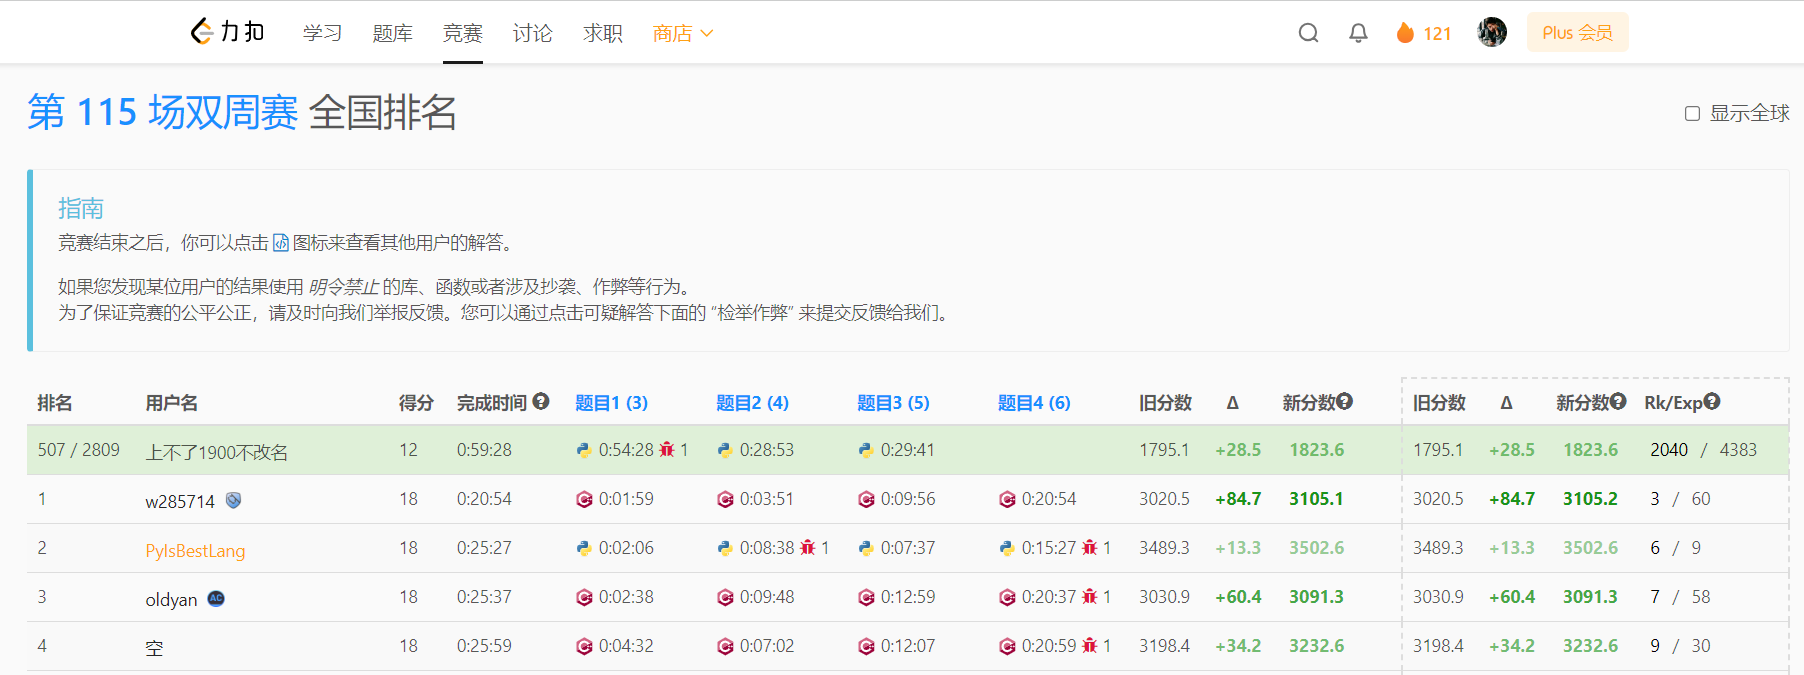 力扣 学习 题库 竞赛 讨论 求职 商店 121 Plus 会员
第 115 场双周赛 全国排名 显示全球
指南
竞赛结束之后，你可以点击 图标来查看其他用户的解答。
如果您发现某位用户的结果使用 明令禁止 的库、函数或者涉及抄袭、作弊等行为。
为了保证竞赛的公平公正，请及时向我们举报反馈。您可以通过点击可疑解答下面的 “检举作弊” 来提交反馈给我们。
排名 用户名 得分 完成时间 题目1 (3) 题目2 (4) 题目3 (5) 题目4 (6) 旧分数 Δ 新分数 旧分数 Δ 新分数 Rk/Exp
507 / 2809 上不了1900不改名 12 0:59:28 0:54:28 1 0:28:53 0:29:41 1795.1 +28.5 1823.6 1795.1 +28.5 1823.6 2040 / 4383
1 w285714 18 0:20:54 0:01:59 0:03:51 0:09:56 0:20:54 3020.5 +84.7 3105.1 3020.5 +84.7 3105.2 3 / 60
2 PyIsBestLang 18 0:25:27 0:02:06 0:08:38 1 0:07:37 0:15:27 1 3489.3 +13.3 3502.6 3489.3 +13.3 3502.6 6 / 9
3 oldyan AC 18 0:25:37 0:02:38 0:09:48 0:12:59 0:20:37 1 3030.9 +60.4 3091.3 3030.9 +60.4 3091.3 7 / 58
4 空 18 0:25:59 0:04:32 0:07:02 0:12:07 0:20:59 1 3198.4 +34.2 3232.6 3198.4 +34.2 3232.6 9 / 30